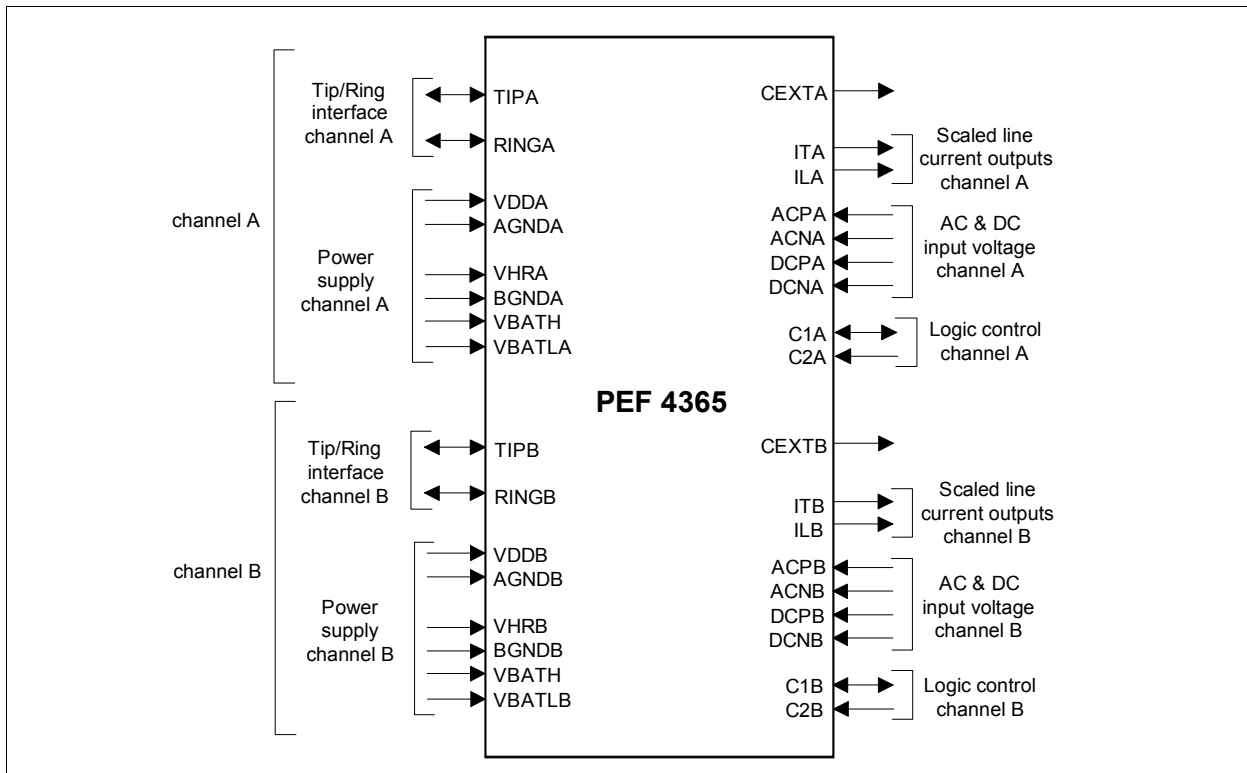 channel A
Tip/Ring
interface
channel A
Power
supply
channel A
TIPA
RINGA
VDDA
AGNDA
VHRA
BGNDA
VBATH
VBATLA
CEXTA
ITA
ILA
ACPA
ACNA
DCPA
DCNA
C1A
C2A
Scaled line
current outputs
channel A
AC & DC
input voltage
channel A
Logic control
channel A
PEF 4365
channel B
Tip/Ring
interface
channel B
Power
supply
channel B
TIPB
RINGB
VDDB
AGNDB
VHRB
BGNDB
VBATH
VBATLB
CEXTB
ITB
ILB
ACPB
ACNB
DCPB
DCNB
C1B
C2B
Scaled line
current outputs
channel B
AC & DC
input voltage
channel B
Logic control
channel B